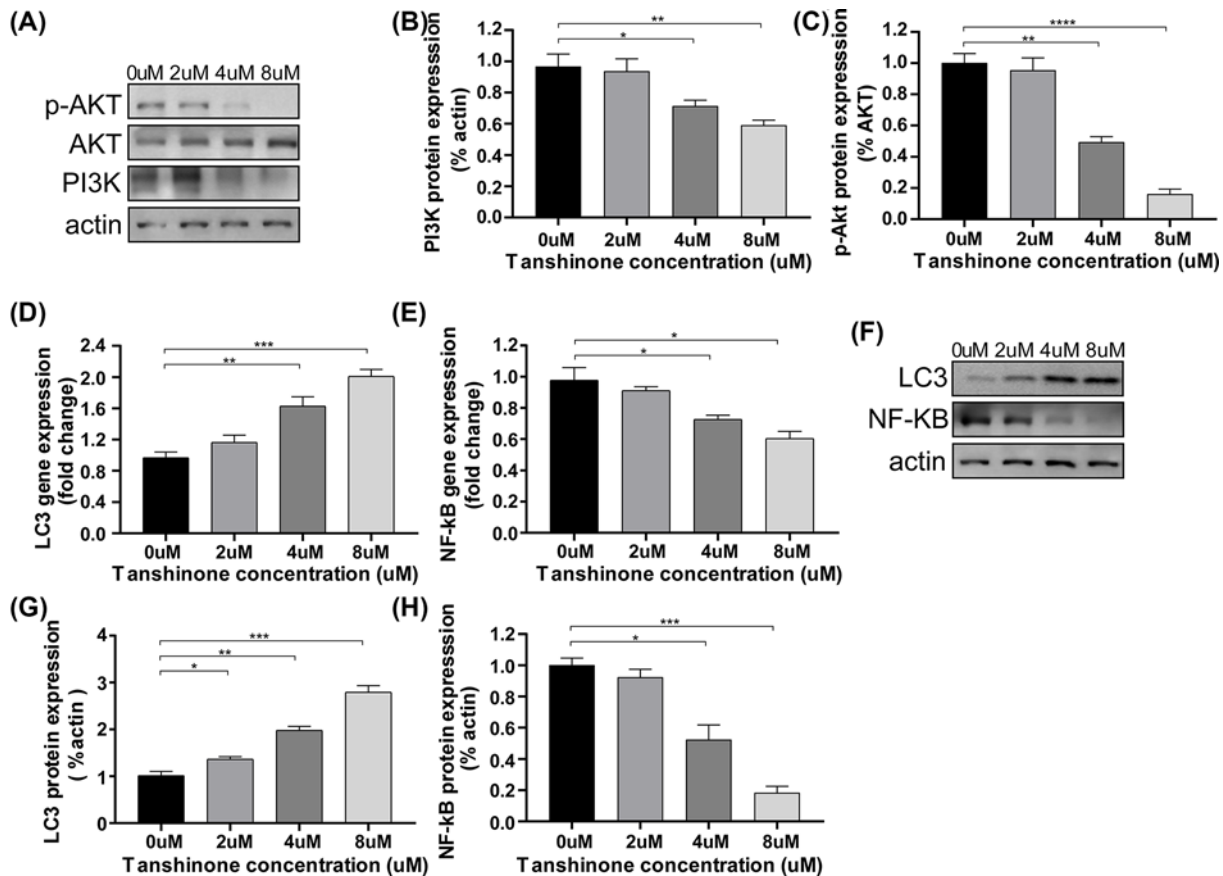 (A)
0uM 2uM 4uM 8uM
p-AKT
AKT
PI3K
actin
(B)
PI3K protein expresssion
(% actin)
1.2
1.0
0.8
0.6
0.4
0.2
0.0
*
**
0uM 2uM 4uM 8uM
Tanshinone concentration (uM)
(C)
p-Akt protein expresssion
(% AKT)
1.2
1.0
0.8
0.6
0.4
0.2
0.0
****
**
0uM 2uM 4uM 8uM
Tanshinone concentration (uM)
(D)
LC3 gene expression
(fold change)
2.4
2.0
1.6
1.2
0.8
0.4
0.0
***
**
0uM 2uM 4uM 8uM
Tanshinone concentration (uM)
(E)
NF-kB gene expresssion
(fold change)
1.2
1.0
0.8
0.6
0.4
0.2
0.0
*
*
0uM 2uM 4uM 8uM
Tanshinone concentration (uM)
(F)
0uM 2uM 4uM 8uM
LC3
NF-KB
actin
(G)
LC3 protein expression
( % actin)
4
3
2
1
0
***
**
*
0uM 2uM 4uM 8uM
Tanshinone concentration (uM)
(H)
NF-kB protein expresssion
(% actin)
1.2
1.0
0.8
0.6
0.4
0.2
0.0
***
*
0uM 2uM 4uM 8uM
Tanshinone concentration (uM)